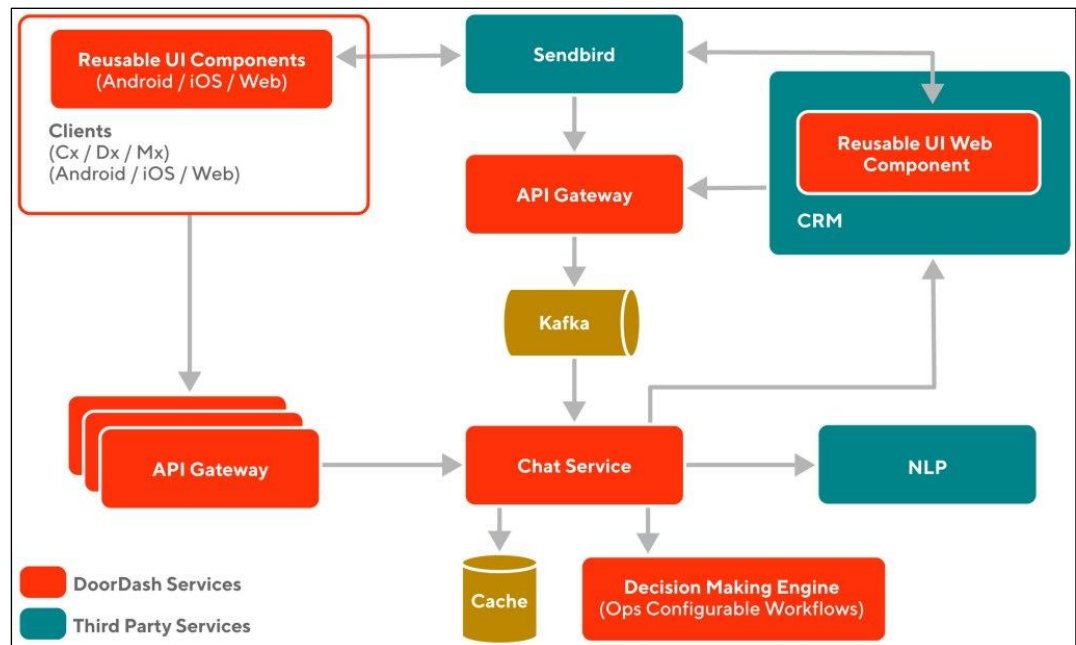 Reusable UI Components
(Android / iOS / Web)
Clients
(Cx / Dx / Mx)
(Android / iOS / Web)
Sendbird
Reusable UI Web
Component
CRM
API Gateway
Kafka
API Gateway
Chat Service
NLP
Cache
Decision Making Engine
(Ops Configurable Workflows)
DoorDash Services
Third Party Services